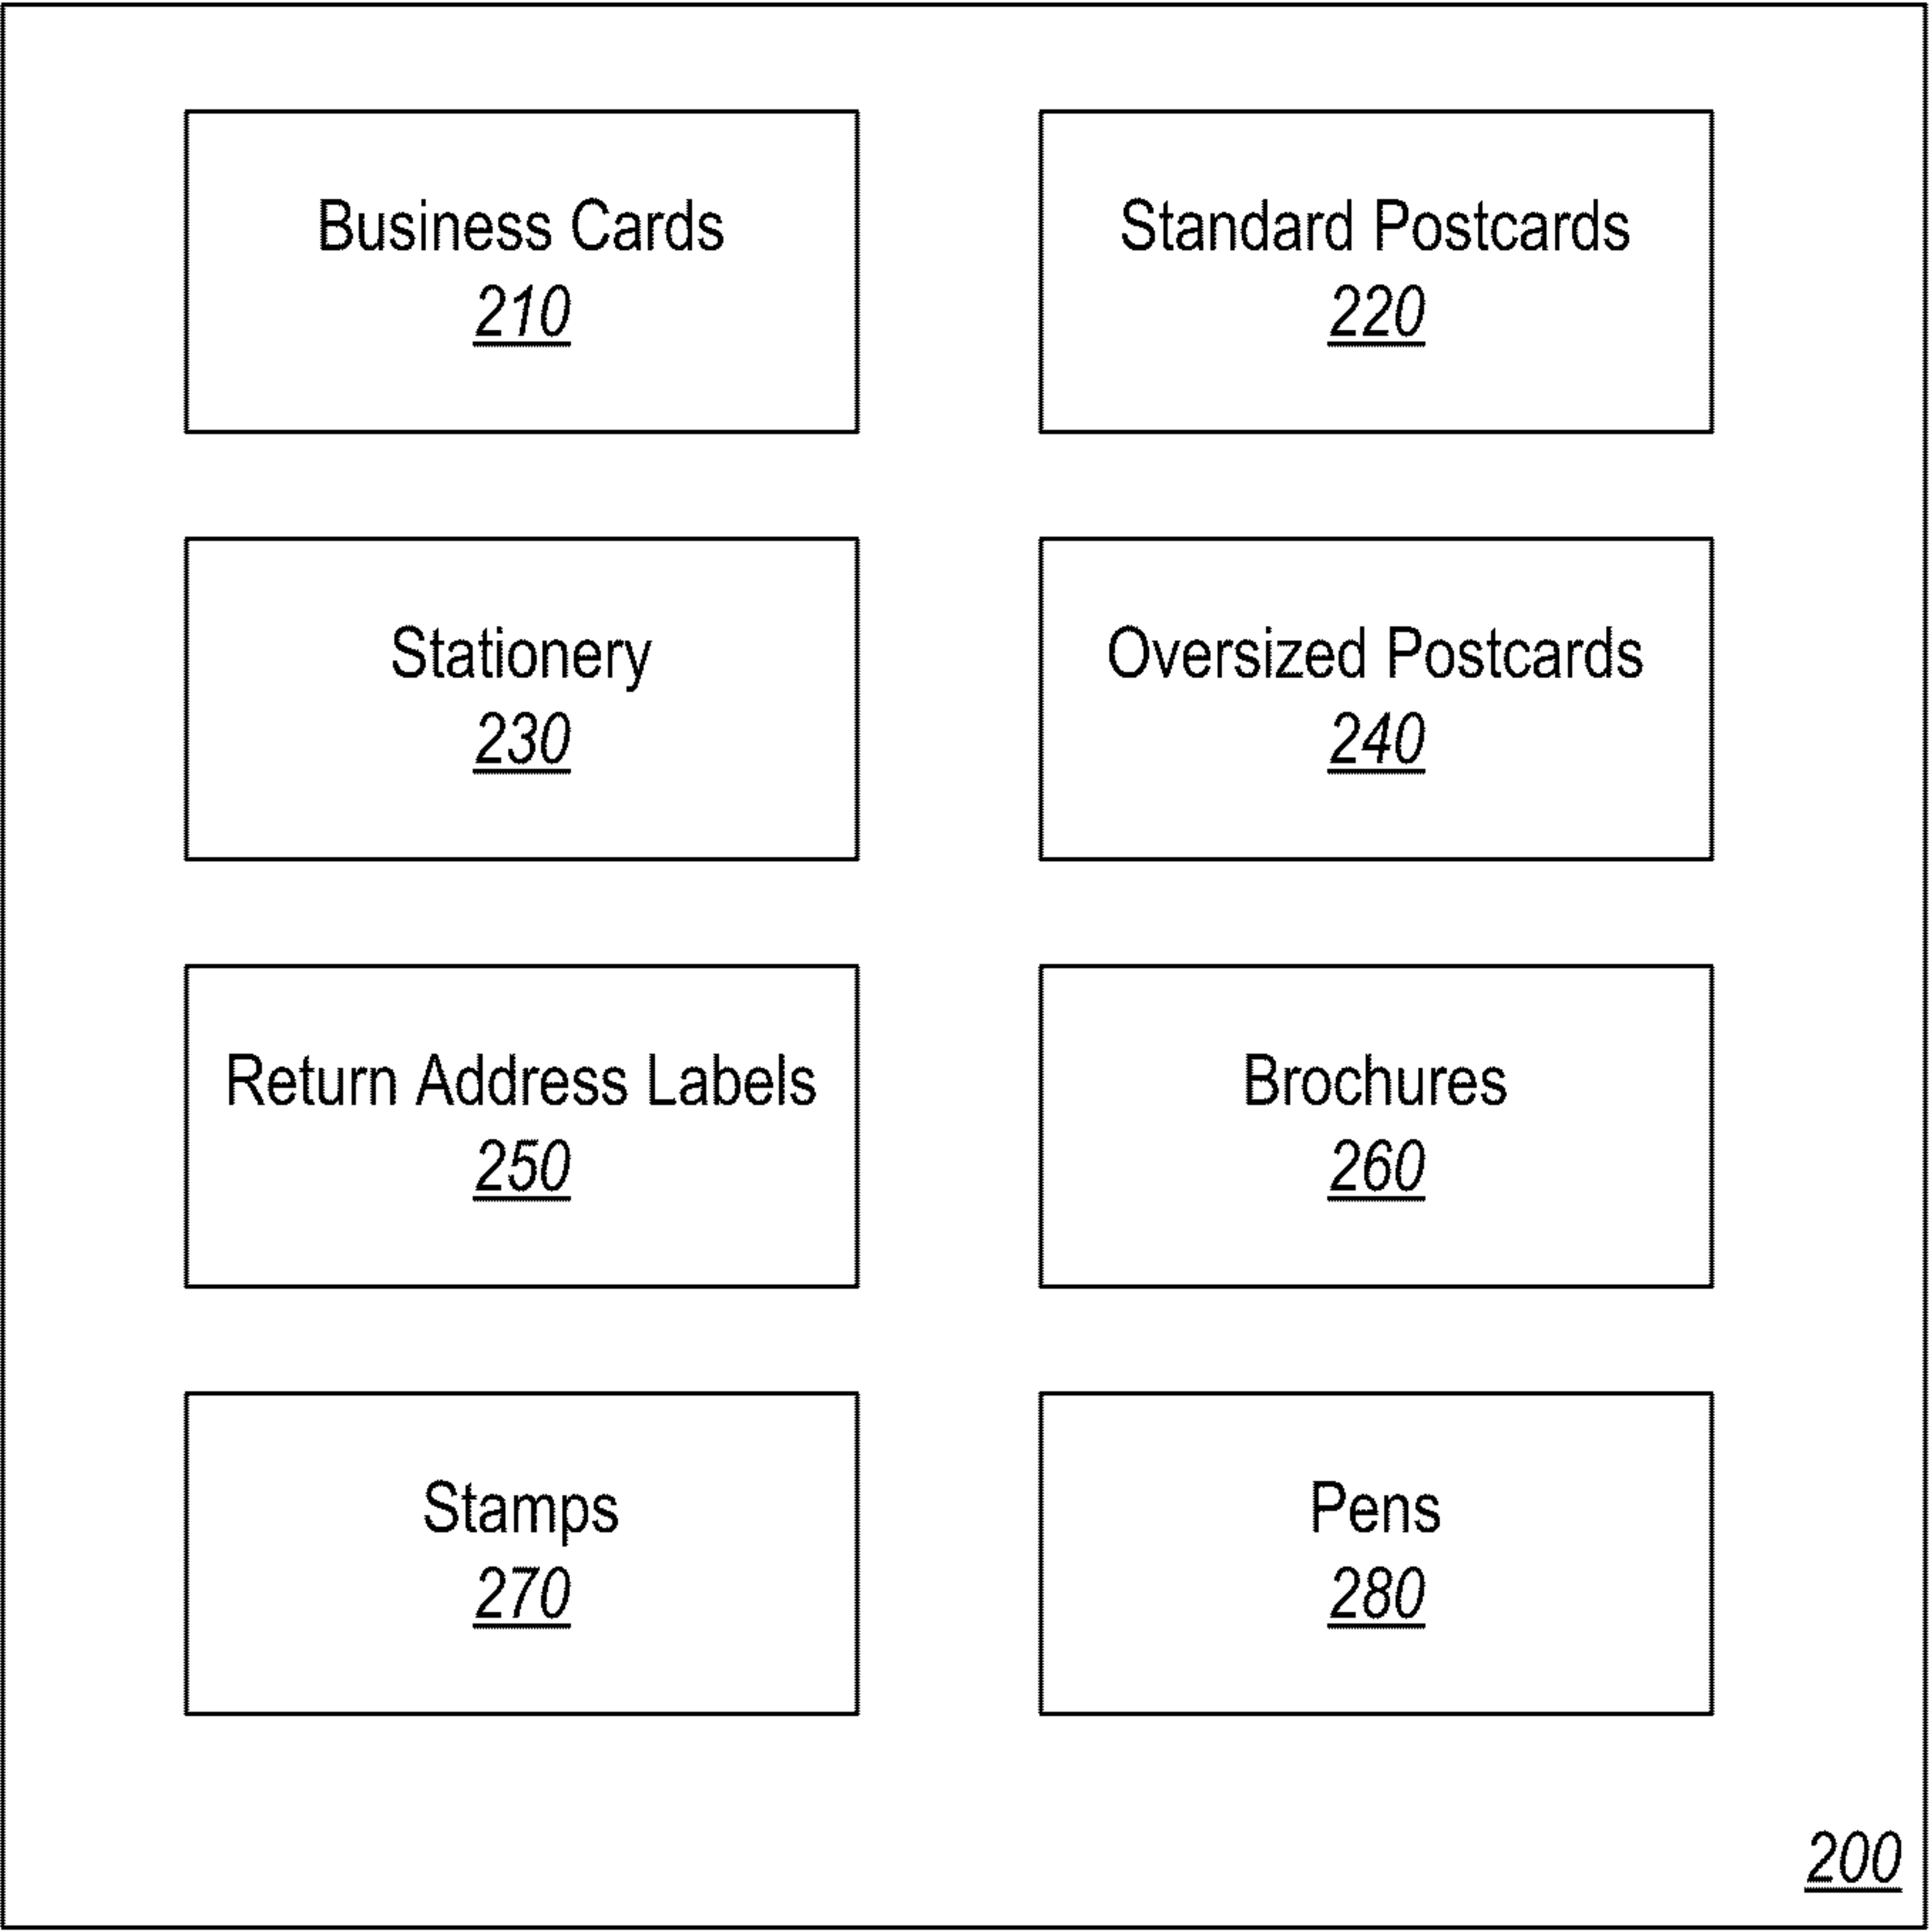 Business Cards
210
Standard Postcards
220
Stationery
230
Oversized Postcards
240
Return Address Labels
250
Brochures
260
Stamps
270
Pens
280
200